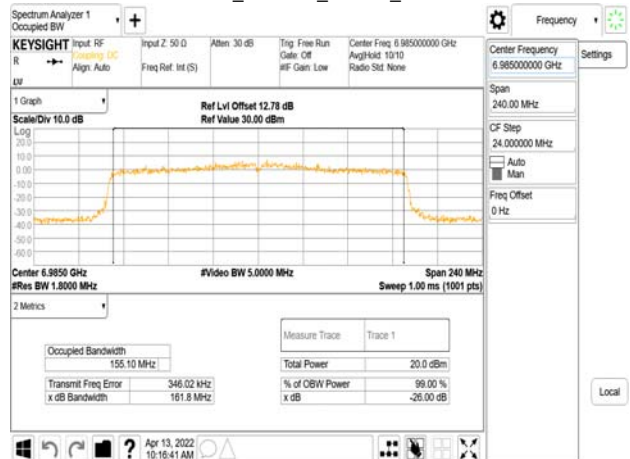 Spectrum Analyzer 1
Occupied BW
+
Frequency
KEYSIGHT
R
LVI
Input: RF
Coupling: DC
Align: Auto
Input Z: 50 Ω
Freq Ref: Int (S)
Atten: 30 dB
Trig: Free Run
Gate: Off
#IF Gain: Low
Center Freq: 6.985000000 GHz
Avg|Hold: 10/10
Radio Std: None
Center Frequency
6.985000000 GHz
Settings
Span
240.00 MHz
CF Step
24.000000 MHz
Auto
Man
Freq Offset
0 Hz
Local
1 Graph
Scale/Div 10.0 dB
Ref Lvl Offset 12.78 dB
Ref Value 30.00 dBm
Log
20.0
10.0
0.00
-10.0
-20.0
-30.0
-40.0
-50.0
-60.0
Center 6.9850 GHz
#Res BW 1.8000 MHz
#Video BW 5.0000 MHz
Span 240 MHz
Sweep 1.00 ms (1001 pts)
2 Metrics
Measure Trace
Trace 1
Occupied Bandwidth
155.10 MHz
Total Power
20.0 dBm
Transmit Freq Error
346.02 kHz
% of OBW Power
99.00 %
x dB Bandwidth
161.8 MHz
x dB
-26.00 dB
?
Apr 13, 2022
10:16:41 AM